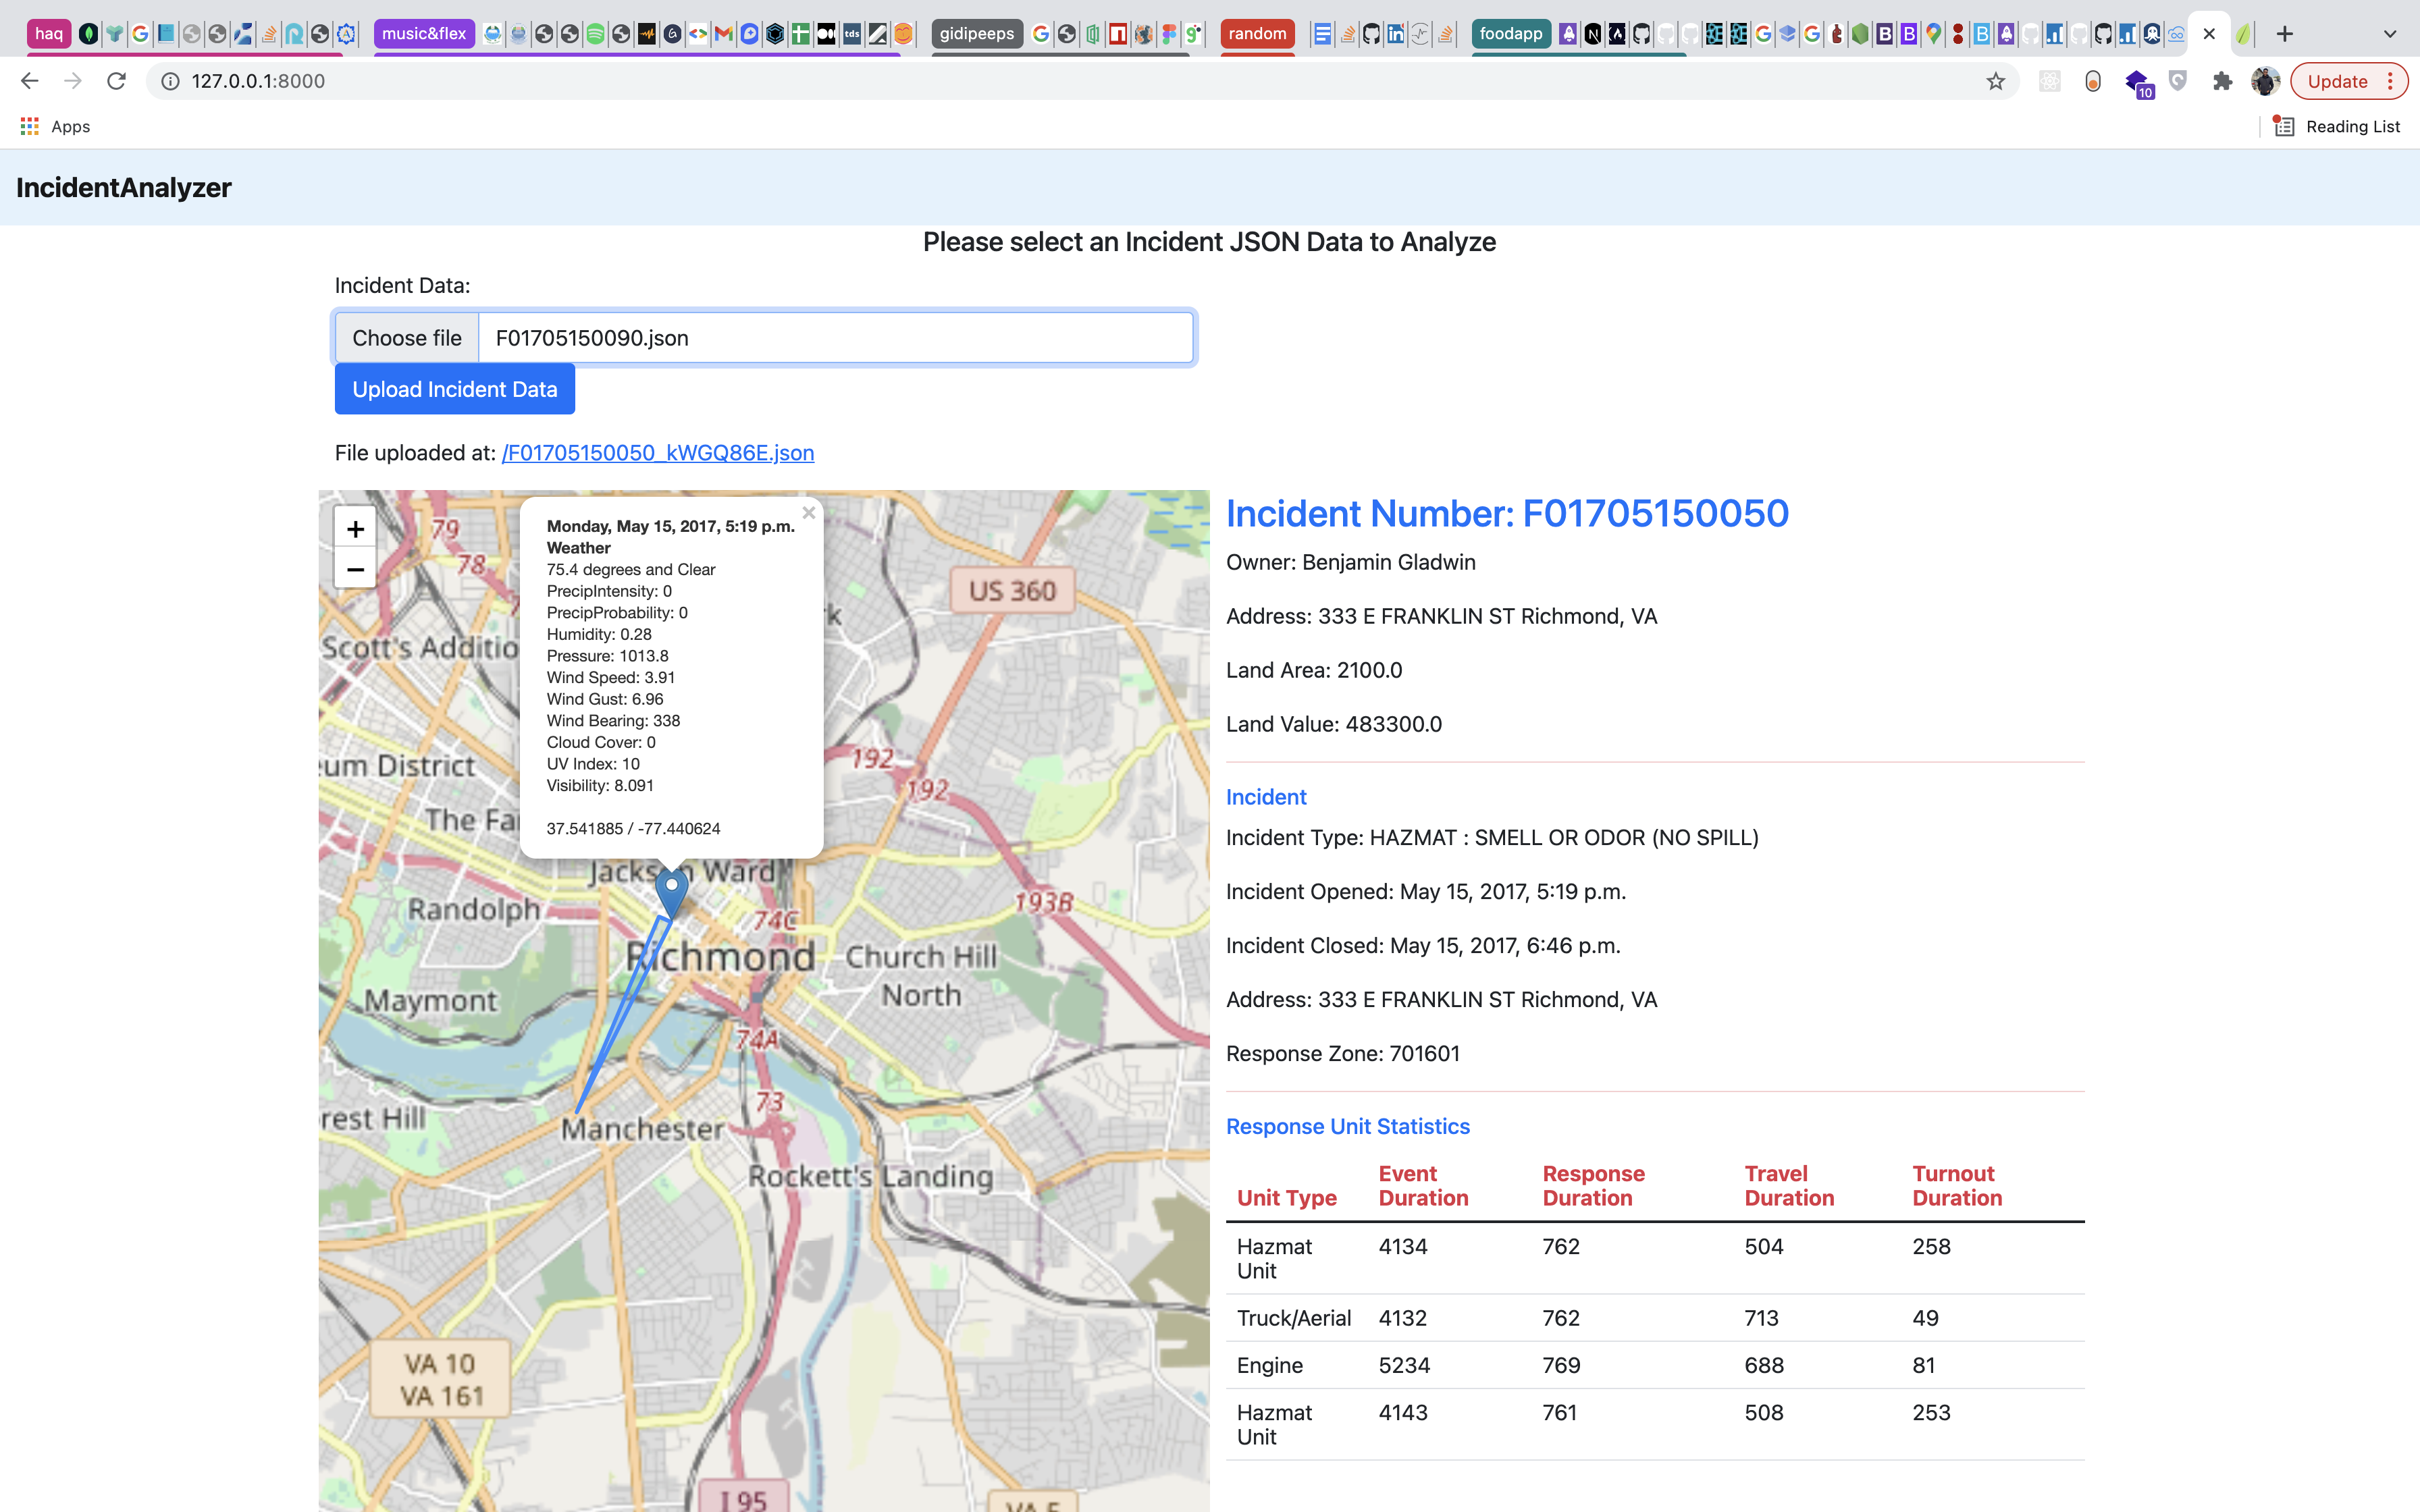 haq
music&flex
gidipeeps
random
foodapp
127.0.0.1:8000
10
Update
Apps
Reading List
IncidentAnalyzer
Please select an Incident JSON Data to Analyze
Incident Data:
Choose file F01705150090.json
Upload Incident Data
File uploaded at: /F01705150050_kWGQ86E.json
+
−
Monday, May 15, 2017, 5:19 p.m.
Weather
75.4 degrees and Clear
PrecipIntensity: 0
PrecipProbability: 0
Humidity: 0.28
Pressure: 1013.8
Wind Speed: 3.91
Wind Gust: 6.96
Wind Bearing: 338
Cloud Cover: 0
UV Index: 10
Visibility: 8.091
37.541885 / -77.440624
79
78
US 360
Scott's Additio
um District
192
192
The Fa
Jacks n Ward
Randolph
74C
193B
Richmond
Church Hill
North
Maymont
74A
73
rest Hill
Manchester
Rockett's Landing
VA 10
VA 161
I 95
VA 5
Incident Number: F01705150050
Owner: Benjamin Gladwin
Address: 333 E FRANKLIN ST Richmond, VA
Land Area: 2100.0
Land Value: 483300.0
Incident
Incident Type: HAZMAT : SMELL OR ODOR (NO SPILL)
Incident Opened: May 15, 2017, 5:19 p.m.
Incident Closed: May 15, 2017, 6:46 p.m.
Address: 333 E FRANKLIN ST Richmond, VA
Response Zone: 701601
Response Unit Statistics
Unit Type Event Duration Response Duration Travel Duration Turnout Duration
Hazmat Unit 4134 762 504 258
Truck/Aerial 4132 762 713 49
Engine 5234 769 688 81
Hazmat Unit 4143 761 508 253